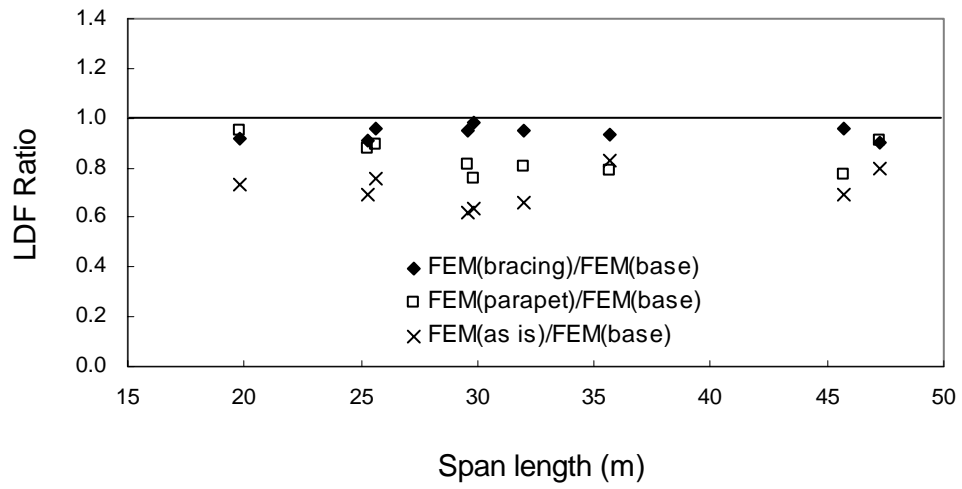 1.4
1.2
1.0
0.8
0.6
0.4
0.2
0.0
LDF Ratio
FEM(bracing)/FEM(base)
FEM(parapet)/FEM(base)
FEM(as is)/FEM(base)
15 20 25 30 35 40 45 50
Span length (m)